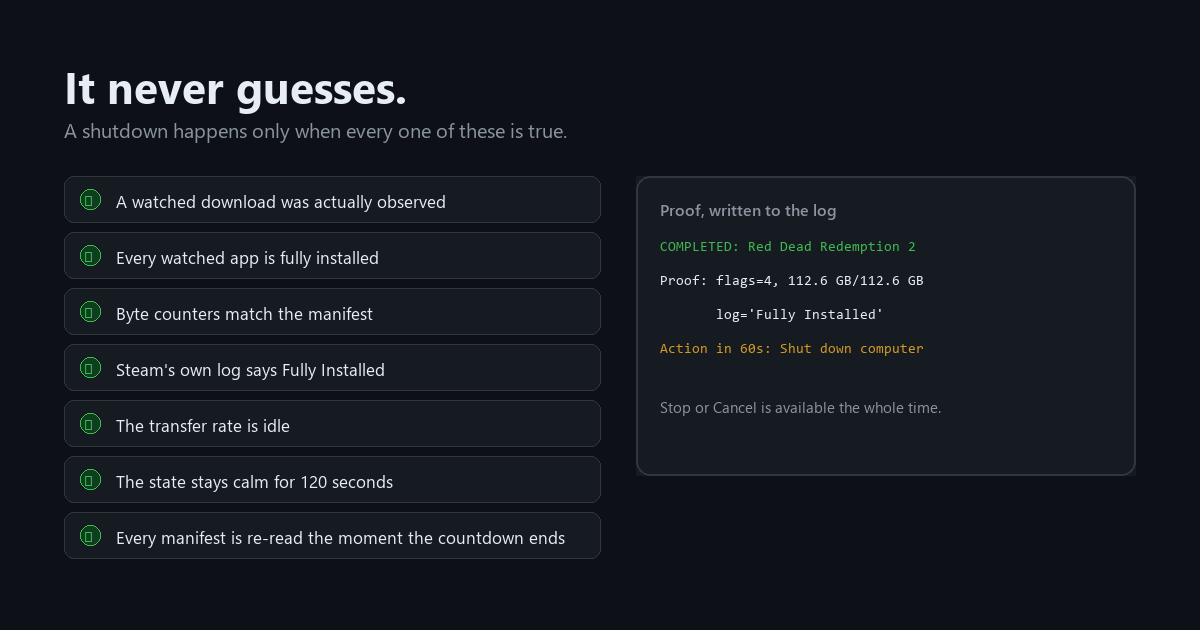 It never guesses.
A shutdown happens only when every one of these is true.
A watched download was actually observed
Every watched app is fully installed
Byte counters match the manifest
Steam's own log says Fully Installed
The transfer rate is idle
The state stays calm for 120 seconds
Every manifest is re-read the moment the countdown ends
Proof, written to the log
COMPLETED: Red Dead Redemption 2
Proof: flags=4, 112.6 GB/112.6 GB
log='Fully Installed'
Action in 60s: Shut down computer
Stop or Cancel is available the whole time.